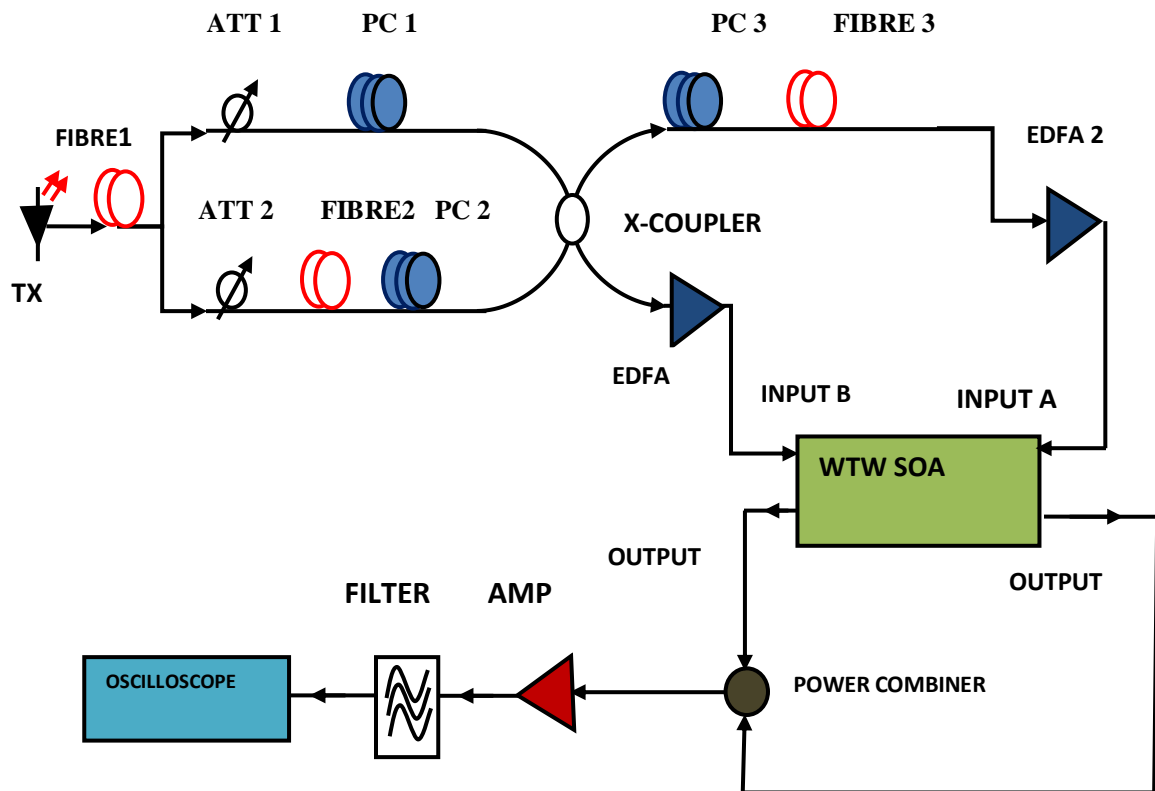 ATT 1 PC 1 PC 3 FIBRE 3
FIBRE1
EDFA 2
ATT 2 FIBRE2 PC 2
X-COUPLER
TX
EDFA
INPUT B
INPUT A
WTW SOA
OUTPUT
OUTPUT
FILTER AMP
OSCILLOSCOPE
POWER COMBINER